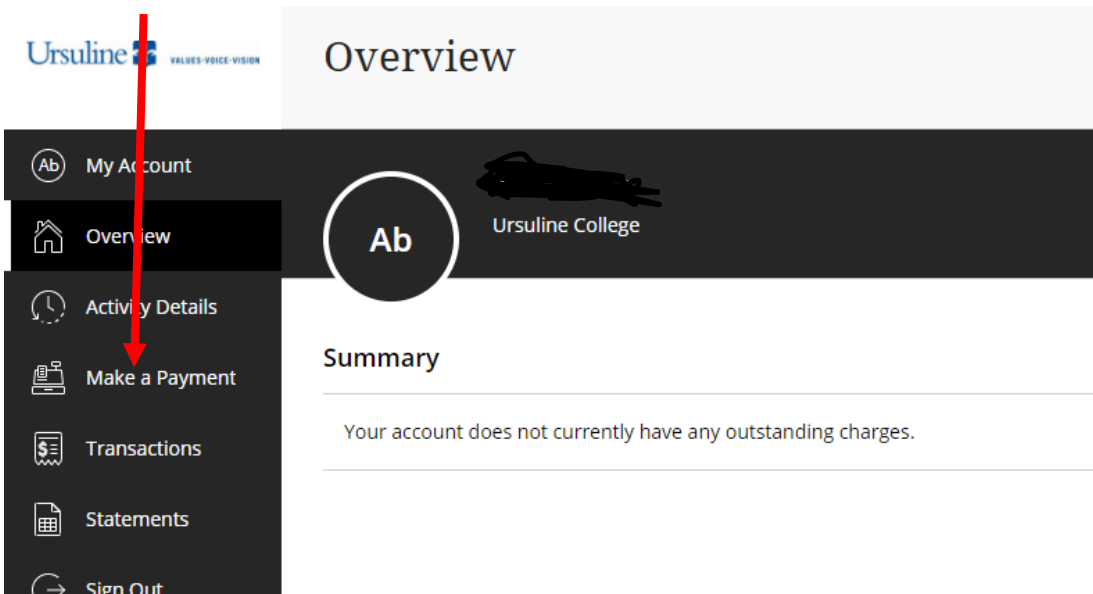 Ursuline VALUES-VOICE-VISION
Overview
Ab My Account
Overview
Activity Details
Make a Payment
Transactions
Statements
Sign Out
Ab
Ursuline College
Summary
Your account does not currently have any outstanding charges.